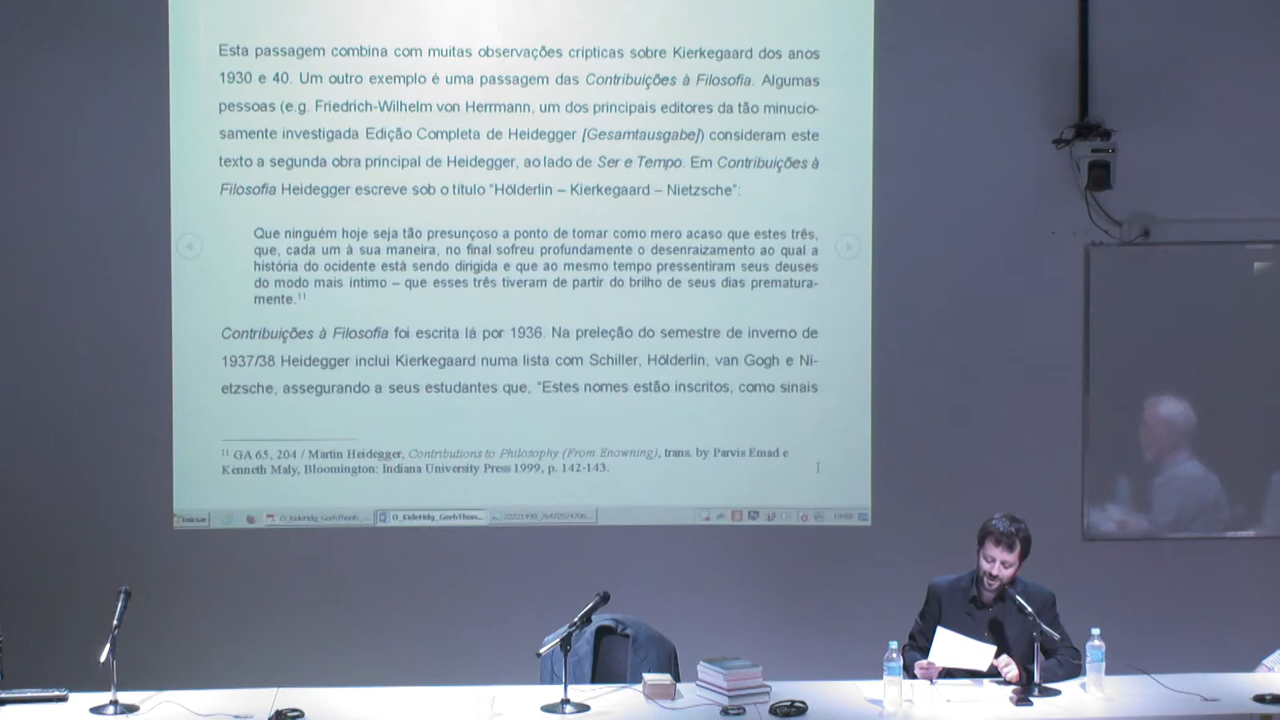 Esta passagem combina com muitas observações crípticas sobre Kierkegaard dos anos
1930 e 40. Um outro exemplo é uma passagem das Contribuições à Filosofia. Algumas
pessoas (e.g. Friedrich-Wilhelm von Herrmann, um dos principais editores da tão minucio-
samente investigada Edição Completa de Heidegger [Gesamtausgabe]) consideram este
texto a segunda obra principal de Heidegger, ao lado de Ser e Tempo. Em Contribuições à
Filosofia Heidegger escreve sob o título "Hölderlin – Kierkegaard – Nietzsche":
Que ninguém hoje seja tão presunçoso a ponto de tomar como mero acaso que estes três,
que, cada um à sua maneira, no final sofreu profundamente o desenraizamento ao qual a
história do ocidente está sendo dirigida e que ao mesmo tempo pressentiram seus deuses
do modo mais íntimo – que esses três tiveram de partir do brilho de seus dias prematura-
mente.¹¹
Contribuições à Filosofia foi escrita lá por 1936. Na preleção do semestre de inverno de
1937/38 Heidegger inclui Kierkegaard numa lista com Schiller, Hölderlin, van Gogh e Ni-
etzsche, assegurando a seus estudantes que, "Estes nomes estão inscritos, como sinais
¹¹ GA 65, 204 / Martin Heidegger, Contributions to Philosophy (From Enowning), trans. by Parvis Emad e
Kenneth Maly, Bloomington: Indiana University Press 1999, p. 142-143.
Iniciar